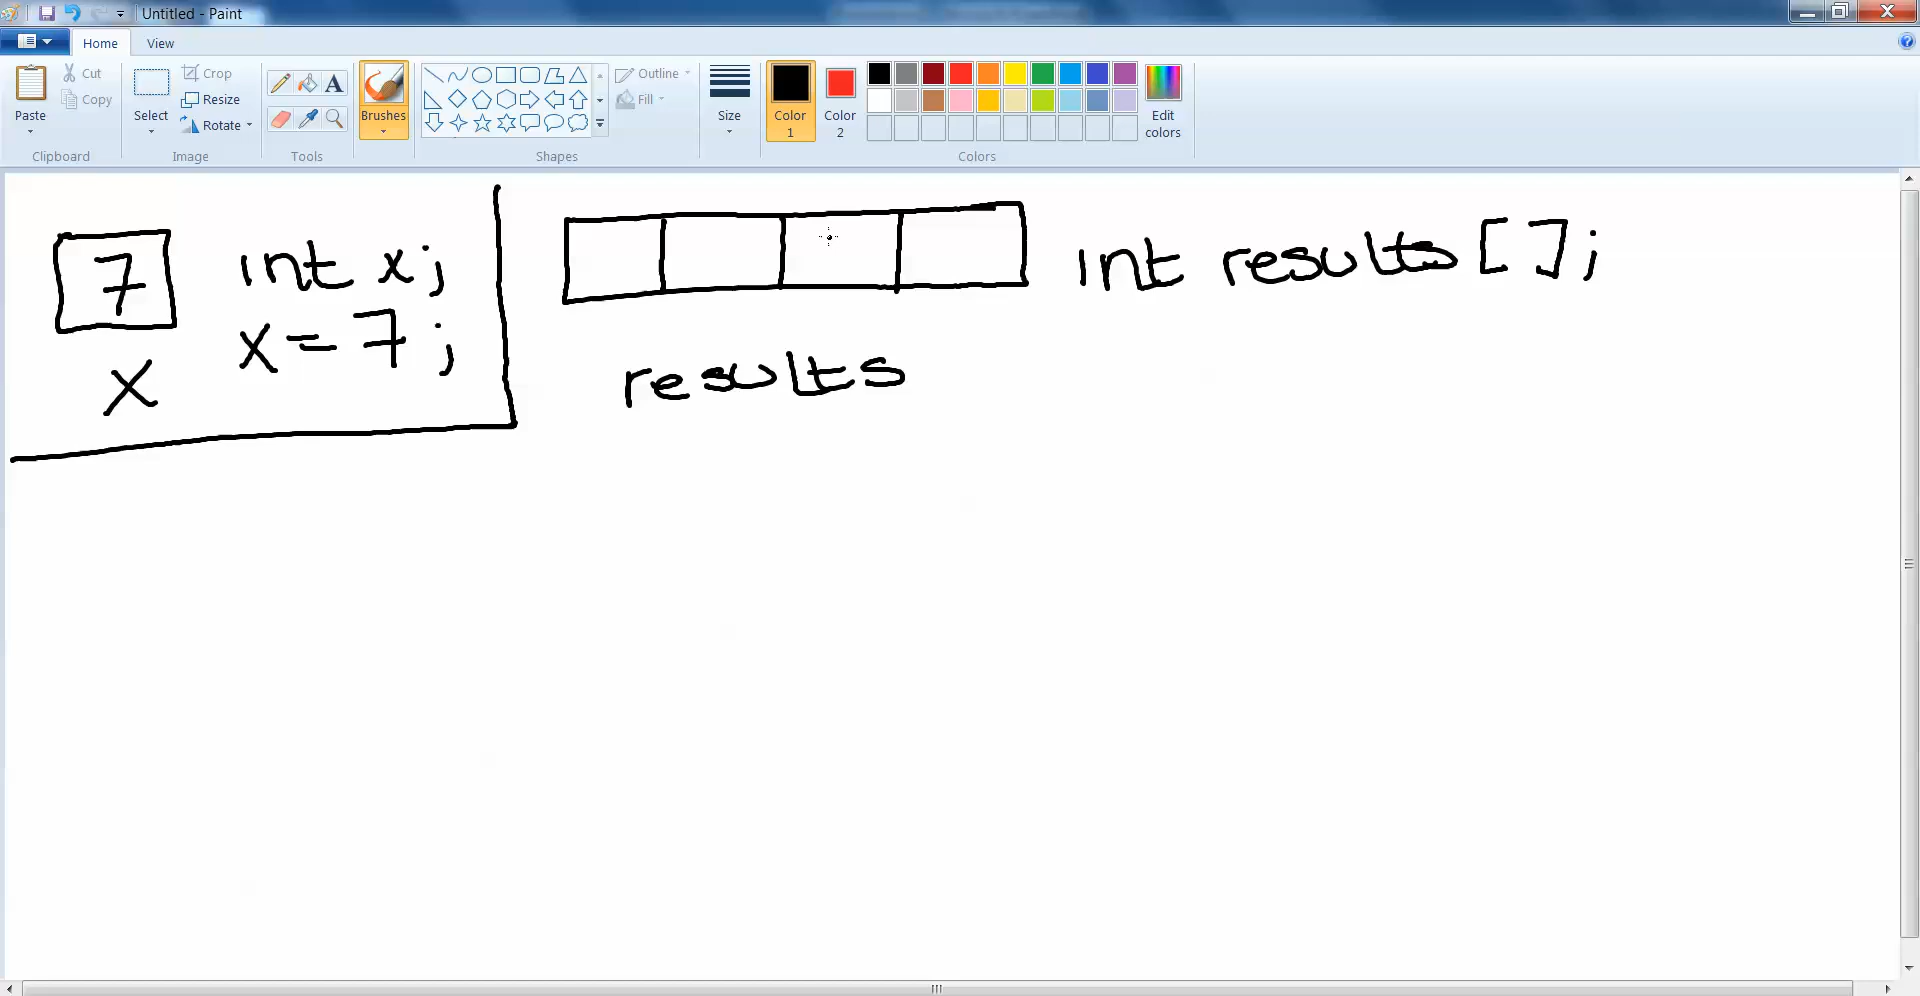 Untitled - Paint
Home View
Paste
Cut
Copy
Clipboard
Select
Crop
Resize
Rotate
Image
A
Tools
Brushes
Shapes
Outline
Fill
Size
Color 1
Color 2
Colors
Edit colors
7
x
int x;
x = 7;
results
int results [ ];